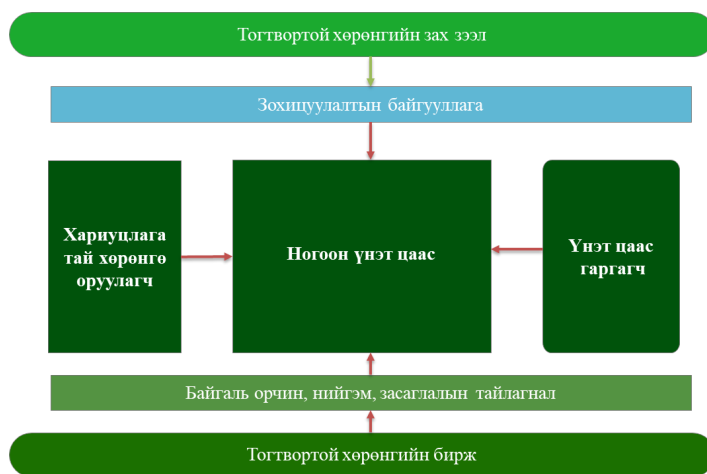 Тогтвортой хөрөнгийн зах зээл
Зохицуулалтын байгууллага
Хариуцлага
тай хөрөнгө
оруулагч
Ногоон үнэт цаас
Үнэт цаас
гаргагч
Байгаль орчин, нийгэм, засаглалын тайлагнал
Тогтвортой хөрөнгийн бирж